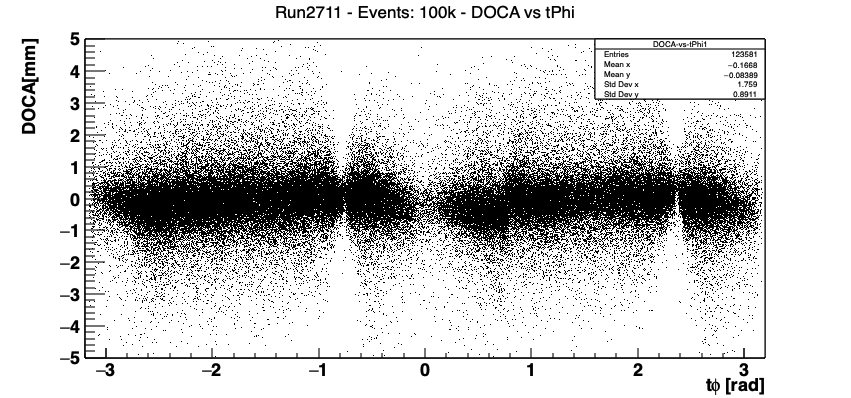 Run2711 - Events: 100k - DOCA vs tPhi
DOCA[mm]
DOCA-vs-tPhi1
Entries 123581
Mean x −0.1668
Mean y −0.08389
Std Dev x 1.759
Std Dev y 0.8911
5
4
3
2
1
0
−1
−2
−3
−4
−5
−3 −2 −1 0 1 2 3
tϕ [rad]